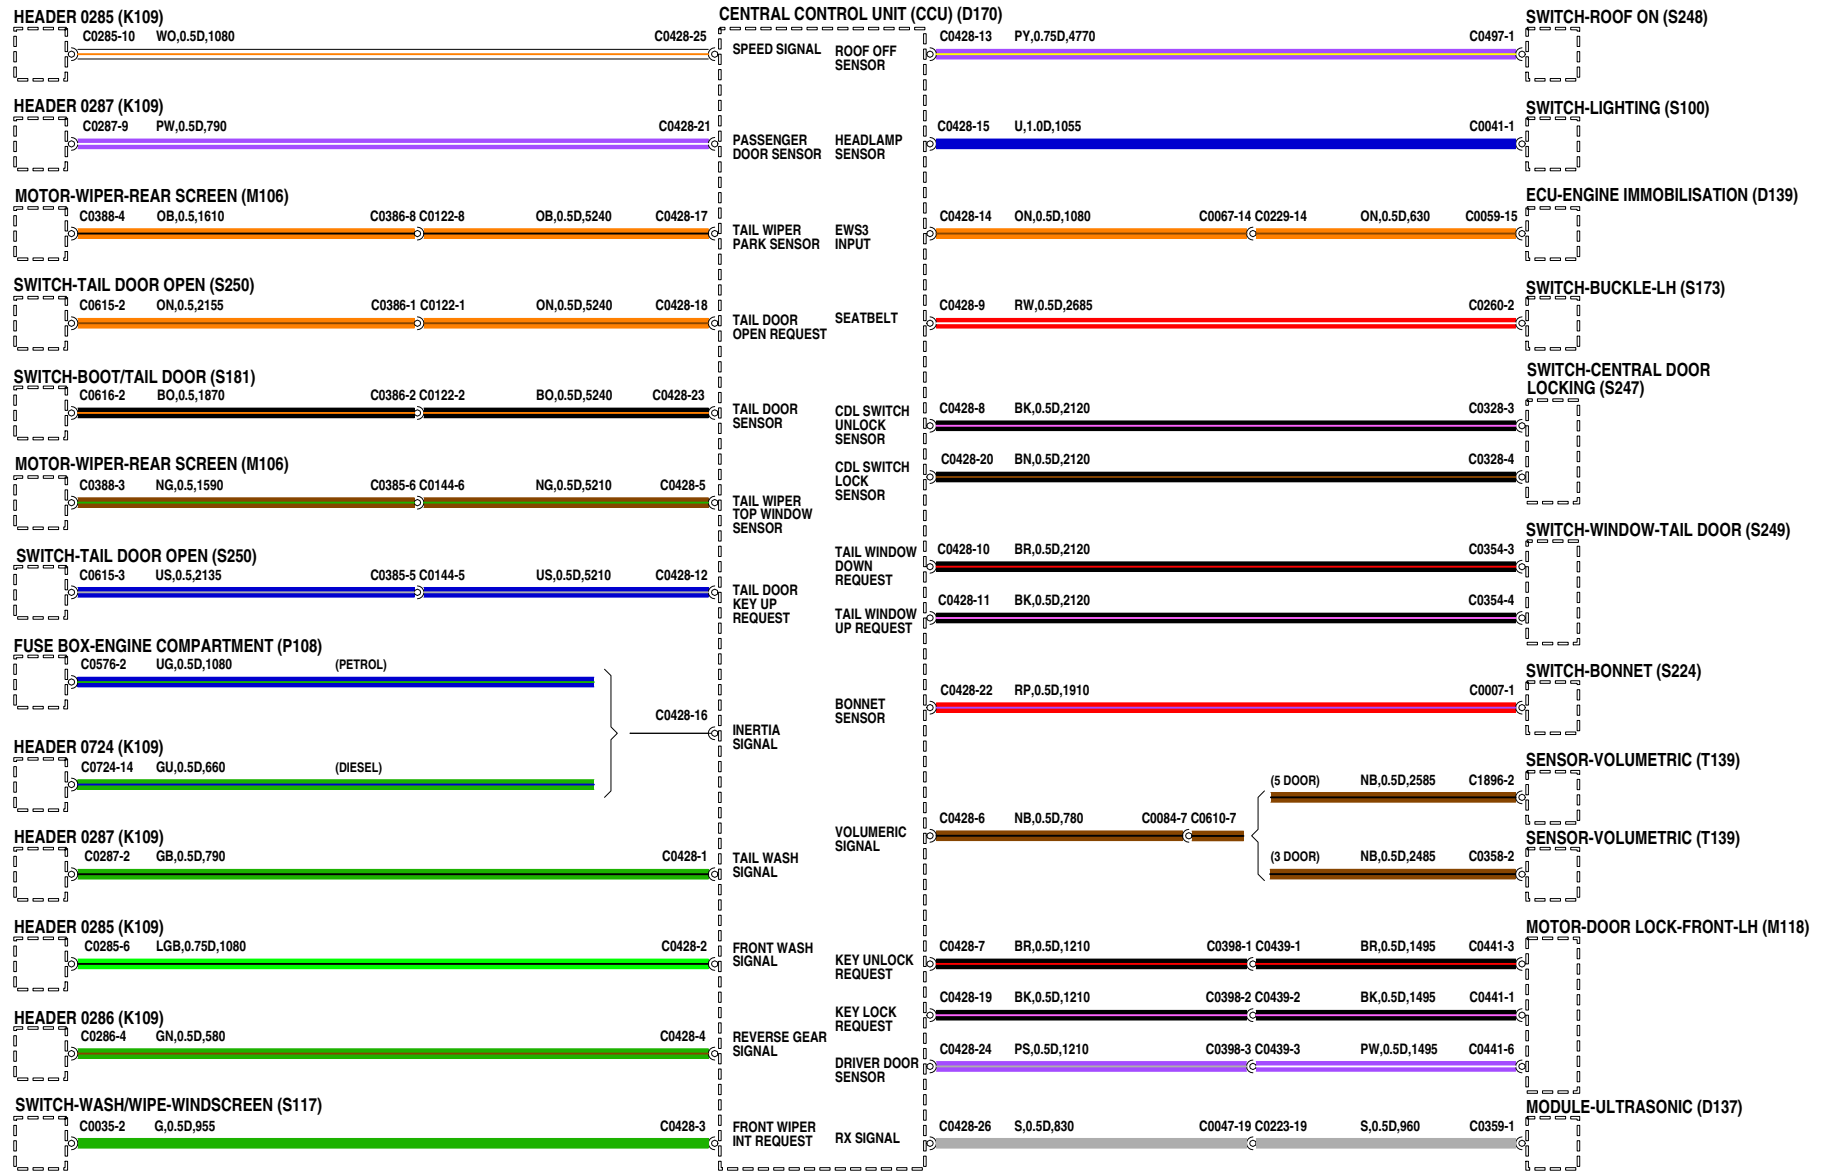 HEADER 0285 (K109)
C0285-10 WO,0.5D,1080 C0428-25
HEADER 0287 (K109)
C0287-9 PW,0.5D,790 C0428-21
MOTOR-WIPER-REAR SCREEN (M106)
C0388-4 OB,0.5,1610 C0386-8 C0122-8 OB,0.5D,5240 C0428-17
SWITCH-TAIL DOOR OPEN (S250)
C0615-2 ON,0.5,2155 C0386-1 C0122-1 ON,0.5D,5240 C0428-18
SWITCH-BOOT/TAIL DOOR (S181)
C0616-2 BO,0.5,1870 C0386-2 C0122-2 BO,0.5D,5240 C0428-23
MOTOR-WIPER-REAR SCREEN (M106)
C0388-3 NG,0.5,1590 C0385-6 C0144-6 NG,0.5D,5210 C0428-5
SWITCH-TAIL DOOR OPEN (S250)
C0615-3 US,0.5,2135 C0385-5 C0144-5 US,0.5D,5210 C0428-12
FUSE BOX-ENGINE COMPARTMENT (P108)
C0576-2 UG,0.5D,1080 (PETROL)
C0428-16
HEADER 0724 (K109)
C0724-14 GU,0.5D,660 (DIESEL)
HEADER 0287 (K109)
C0287-2 GB,0.5D,790 C0428-1
HEADER 0285 (K109)
C0285-6 LGB,0.75D,1080 C0428-2
HEADER 0286 (K109)
C0286-4 GN,0.5D,580 C0428-4
SWITCH-WASH/WIPE-WINDSCREEN (S117)
C0035-2 G,0.5D,955 C0428-3
CENTRAL CONTROL UNIT (CCU) (D170)
SPEED SIGNAL
PASSENGER
DOOR SENSOR
TAIL WIPER
PARK SENSOR
TAIL DOOR
OPEN REQUEST
TAIL DOOR
SENSOR
TAIL WIPER
TOP WINDOW
SENSOR
TAIL DOOR
KEY UP
REQUEST
INERTIA
SIGNAL
TAIL WASH
SIGNAL
FRONT WASH
SIGNAL
REVERSE GEAR
SIGNAL
FRONT WIPER
INT REQUEST
ROOF OFF
SENSOR
HEADLAMP
SENSOR
EWS3
INPUT
SEATBELT
CDL SWITCH
UNLOCK
SENSOR
CDL SWITCH
LOCK
SENSOR
TAIL WINDOW
DOWN
REQUEST
TAIL WINDOW
UP REQUEST
BONNET
SENSOR
VOLUMERIC
SIGNAL
KEY UNLOCK
REQUEST
KEY LOCK
REQUEST
DRIVER DOOR
SENSOR
RX SIGNAL
SWITCH-ROOF ON (S248)
C0428-13 PY,0.75D,4770 C0497-1
SWITCH-LIGHTING (S100)
C0428-15 U,1.0D,1055 C0041-1
ECU-ENGINE IMMOBILISATION (D139)
C0428-14 ON,0.5D,1080 C0067-14 C0229-14 ON,0.5D,630 C0059-15
SWITCH-BUCKLE-LH (S173)
C0428-9 RW,0.5D,2685 C0260-2
SWITCH-CENTRAL DOOR
LOCKING (S247)
C0428-8 BK,0.5D,2120 C0328-3
C0428-20 BN,0.5D,2120 C0328-4
SWITCH-WINDOW-TAIL DOOR (S249)
C0428-10 BR,0.5D,2120 C0354-3
C0428-11 BK,0.5D,2120 C0354-4
SWITCH-BONNET (S224)
C0428-22 RP,0.5D,1910 C0007-1
SENSOR-VOLUMETRIC (T139)
(5 DOOR) NB,0.5D,2585 C1896-2
C0428-6 NB,0.5D,780 C0084-7 C0610-7
SENSOR-VOLUMETRIC (T139)
(3 DOOR) NB,0.5D,2485 C0358-2
MOTOR-DOOR LOCK-FRONT-LH (M118)
C0428-7 BR,0.5D,1210 C0398-1 C0439-1 BR,0.5D,1495 C0441-3
C0428-19 BK,0.5D,1210 C0398-2 C0439-2 BK,0.5D,1495 C0441-1
C0428-24 PS,0.5D,1210 C0398-3 C0439-3 PW,0.5D,1495 C0441-6
MODULE-ULTRASONIC (D137)
C0428-26 S,0.5D,830 C0047-19 C0223-19 S,0.5D,960 C0359-1